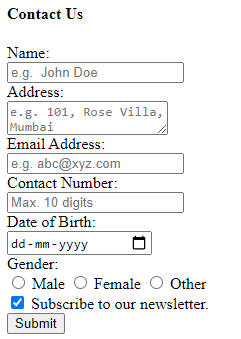 Contact Us
Name:
e.g. John Doe
Address:
e.g. 101, Rose Villa,
Mumbai
Email Address:
e.g. abc@xyz.com
Contact Number:
Max. 10 digits
Date of Birth:
dd-mm-yyyy
Gender:
Male Female Other
Subscribe to our newsletter.
Submit